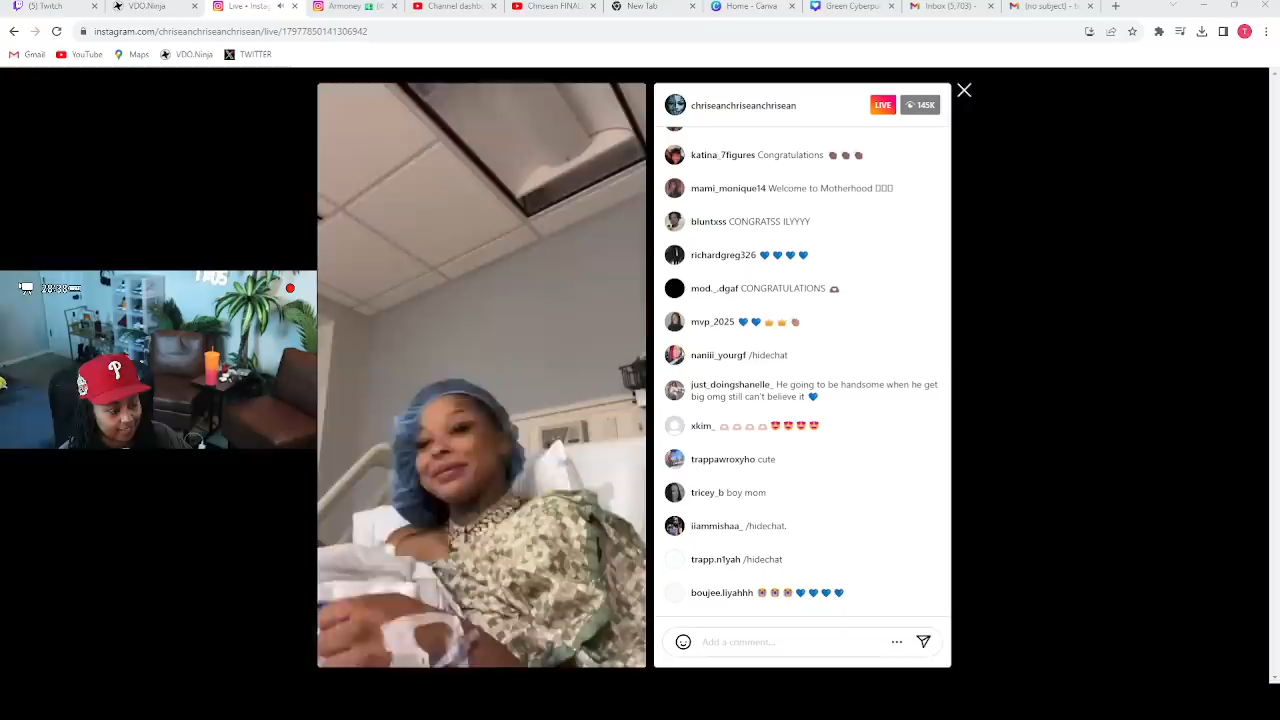 Twitch
VDO.Ninja
Live • Instag
Armoney
Channel dashb
Chrisean FINAL
New Tab
Home - Canva
Green Cyberpu
Inbox (5,703) -
(no subject) - t
instagram.com/chriseanchriseanchrisean/live/17977850141306942
T
Gmail
YouTube
Maps
VDO.Ninja
TWITTER
chriseanchriseanchrisean
LIVE
145K
katina_7figures Congratulations
mami_monique14 Welcome to Motherhood
bluntxss CONGRATSS ILYYYY
richardgreg326
mod._.dgaf CONGRATULATIONS
mvp_2025
naniii_yourgf /hidechat
just_doingshanelle_ He going to be handsome when he get
big omg still can't believe it
xkim_
trappawroxyho cute
tricey_b boy mom
iiammishaa_ /hidechat.
trapp.n1yah /hidechat
boujee.liyahhh
Add a comment...
28:38
P